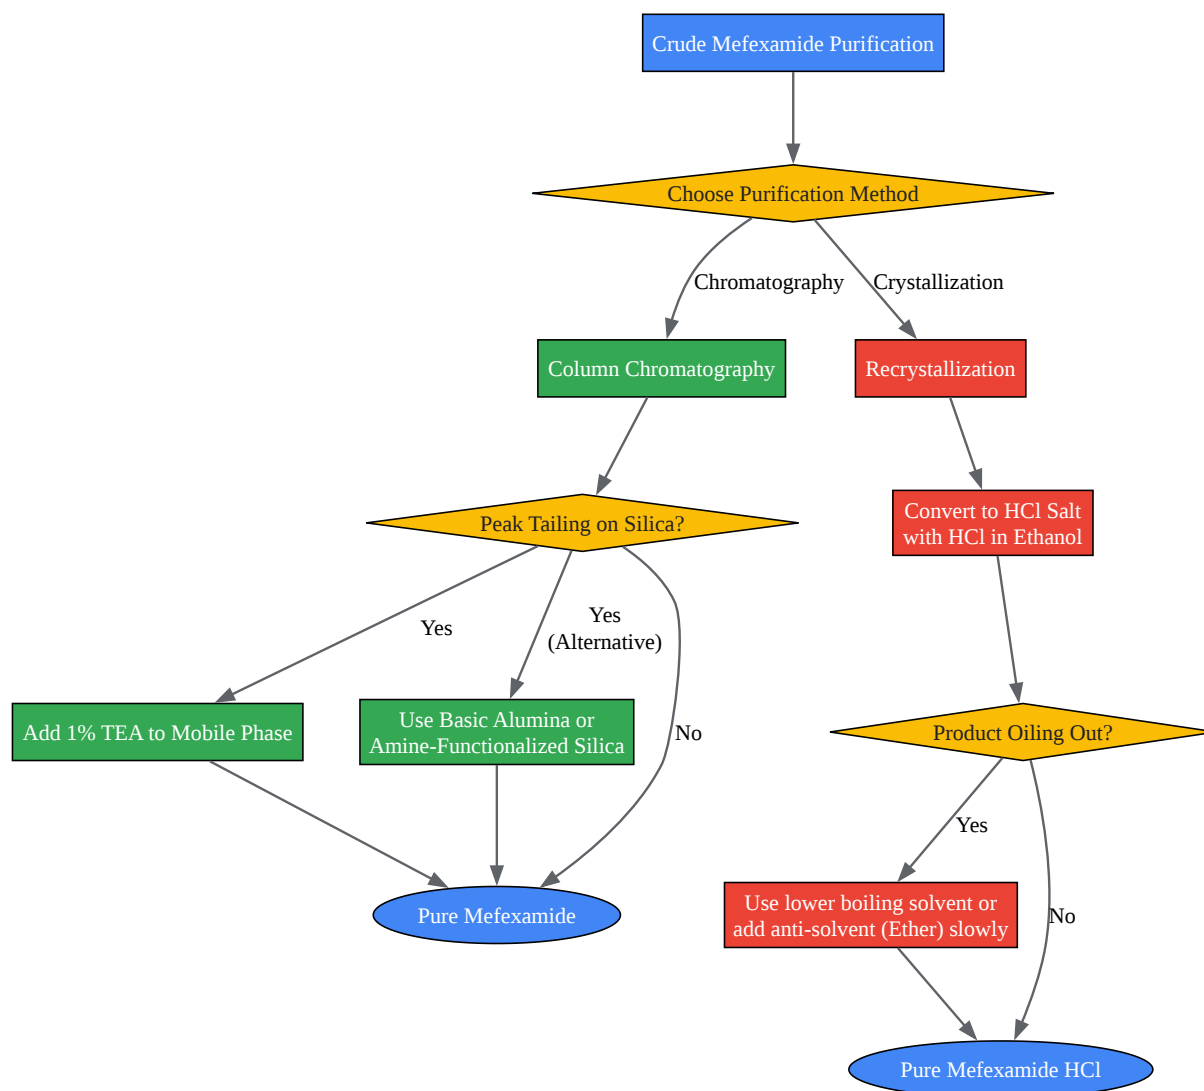 Crude Mefexamide Purification
Choose Purification Method
Chromatography
Crystallization
Column Chromatography
Recrystallization
Peak Tailing on Silica?
Convert to HCl Salt
with HCl in Ethanol
Yes
Yes
(Alternative)
No
Add 1% TEA to Mobile Phase
Use Basic Alumina or
Amine-Functionalized Silica
Product Oiling Out?
Yes
No
Pure Mefexamide
Use lower boiling solvent or
add anti-solvent (Ether) slowly
Pure Mefexamide HCl